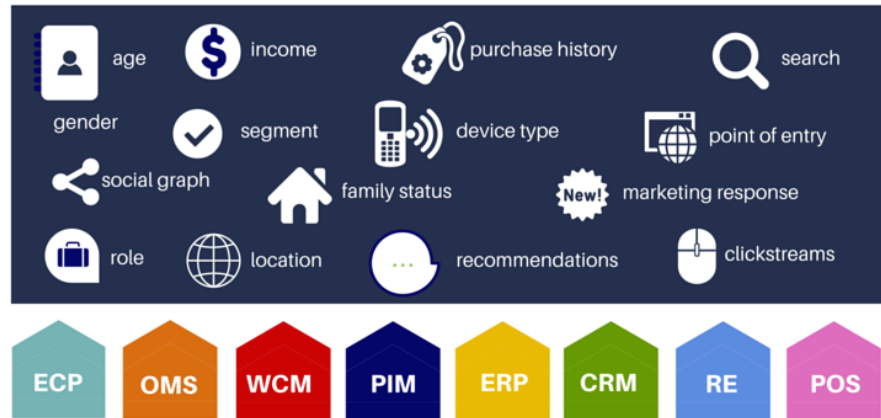 age
income
purchase history
search
gender
segment
device type
point of entry
social graph
family status
New!
marketing response
role
location
recommendations
clickstreams
ECP
OMS
WCM
PIM
ERP
CRM
RE
POS